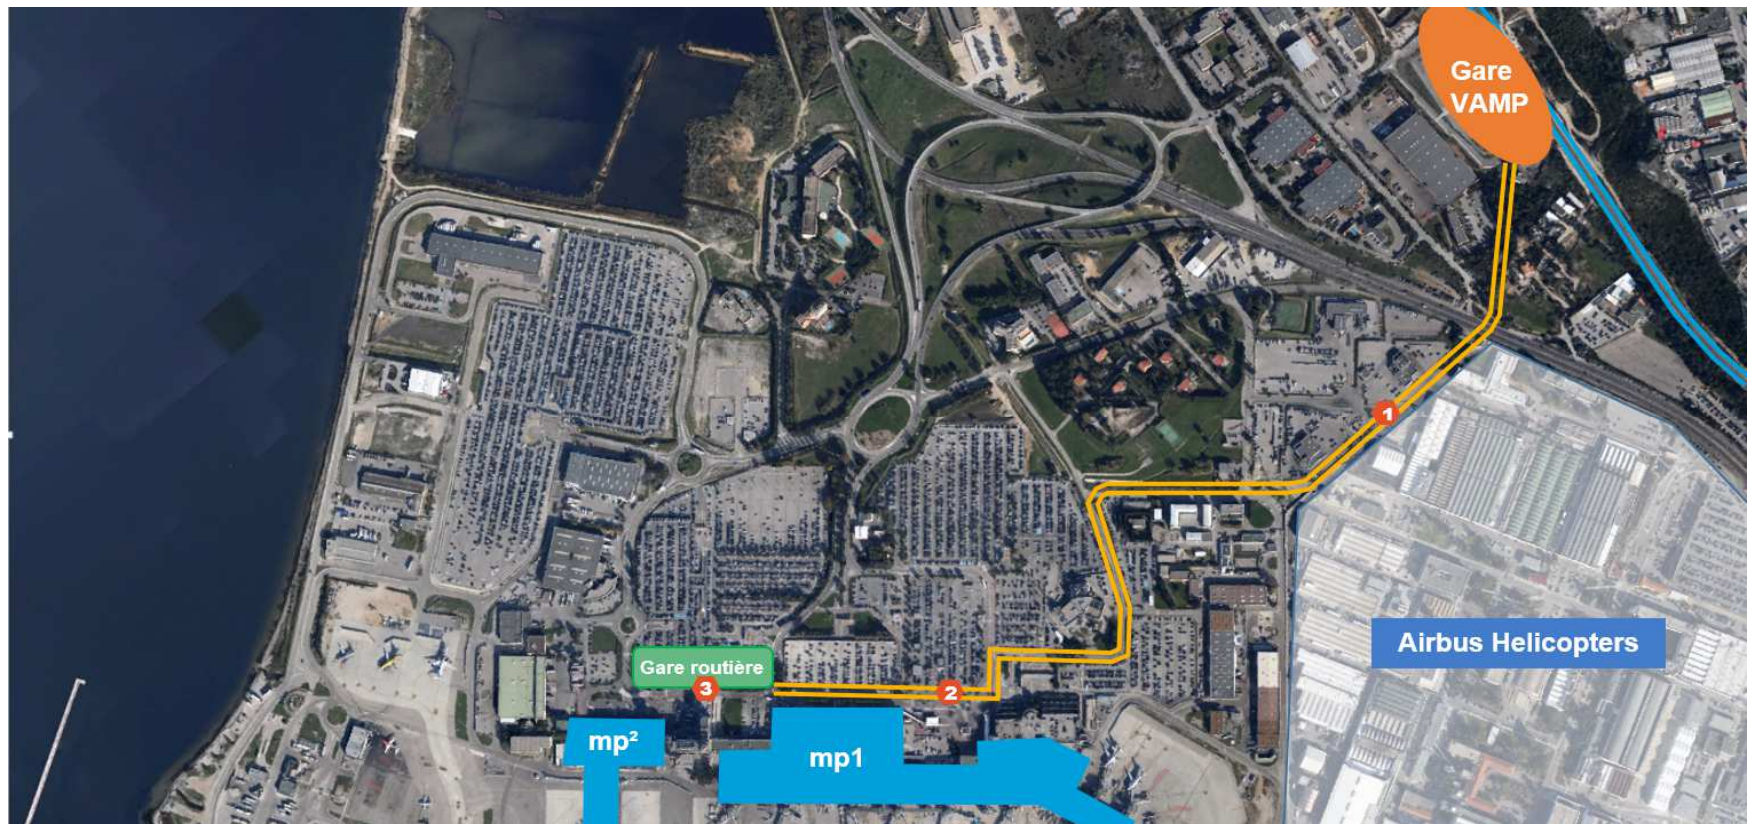 Gare
VAMP
1
Airbus Helicopters
Gare routière
3
2
mp²
mp1